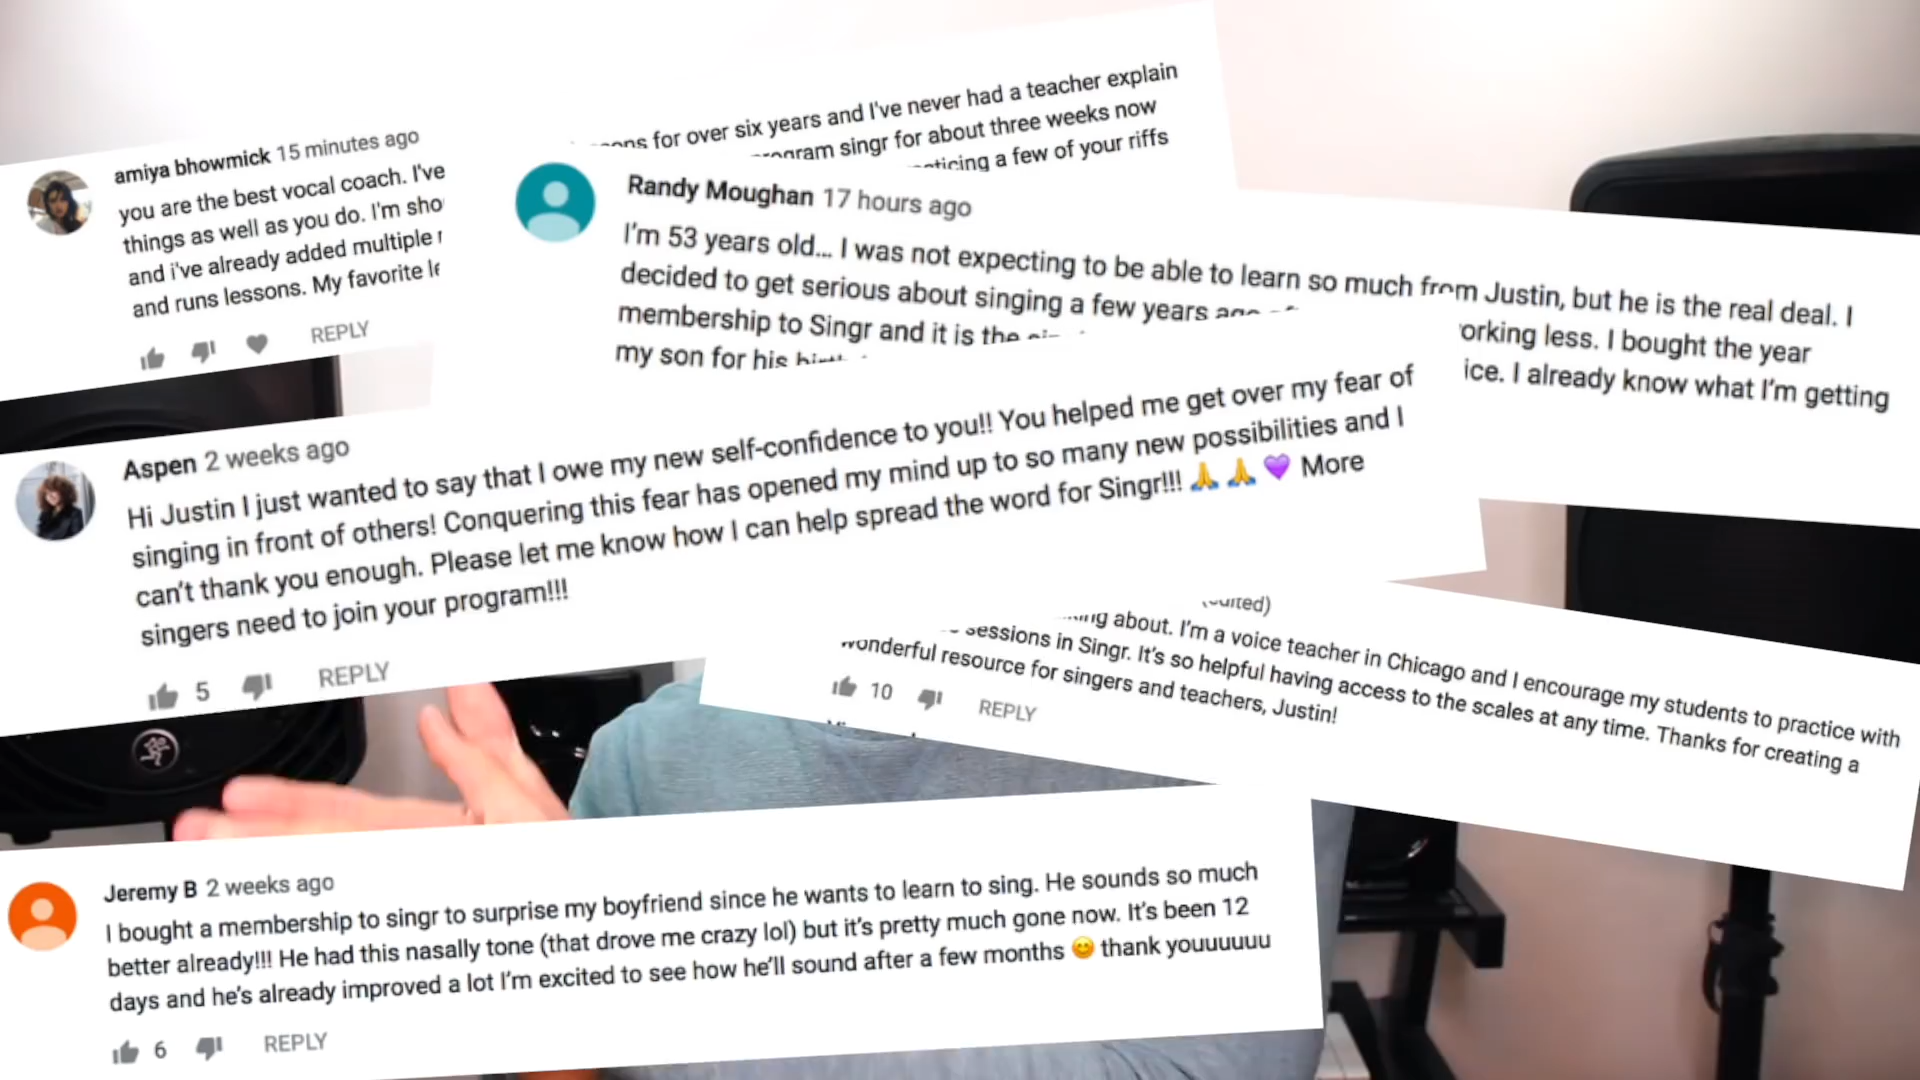 amiya bhowmick 15 minutes ago
you are the best vocal coach. I've
things as well as you do. I'm
and i've already added multiple
and runs lessons. My favorite
REPLY
for over six years and I've never had a teacher explain
singr for about three weeks now
a few of your riffs
Randy Moughan 17 hours ago
I'm 53 years old... I was not expecting to be able to learn so much from Justin, but he is the real deal. I
decided to get serious about singing a few years
working less. I bought the year
membership to Singr and it is the
I already know what I'm getting
my son for his
Aspen 2 weeks ago
Hi Justin I just wanted to say that I owe my new self-confidence to you!! You helped me get over my fear of
singing in front of others! Conquering this fear has opened my mind up to so many new possibilities and I
can't thank you enough. Please let me know how I can help spread the word for Singr!!! 🙏 🙏 💜 More
singers need to join your program!!!
5 REPLY
about. I'm a voice teacher in Chicago and I encourage my students to practice with
sessions in Singr. It's so helpful having access to the scales at any time. Thanks for creating a
wonderful resource for singers and teachers, Justin!
10 REPLY
Jeremy B 2 weeks ago
I bought a membership to singr to surprise my boyfriend since he wants to learn to sing. He sounds so much
better already!!! He had this nasally tone (that drove me crazy lol) but it's pretty much gone now. It's been 12
days and he's already improved a lot I'm excited to see how he'll sound after a few months 😊 thank youuuuuu
6 REPLY